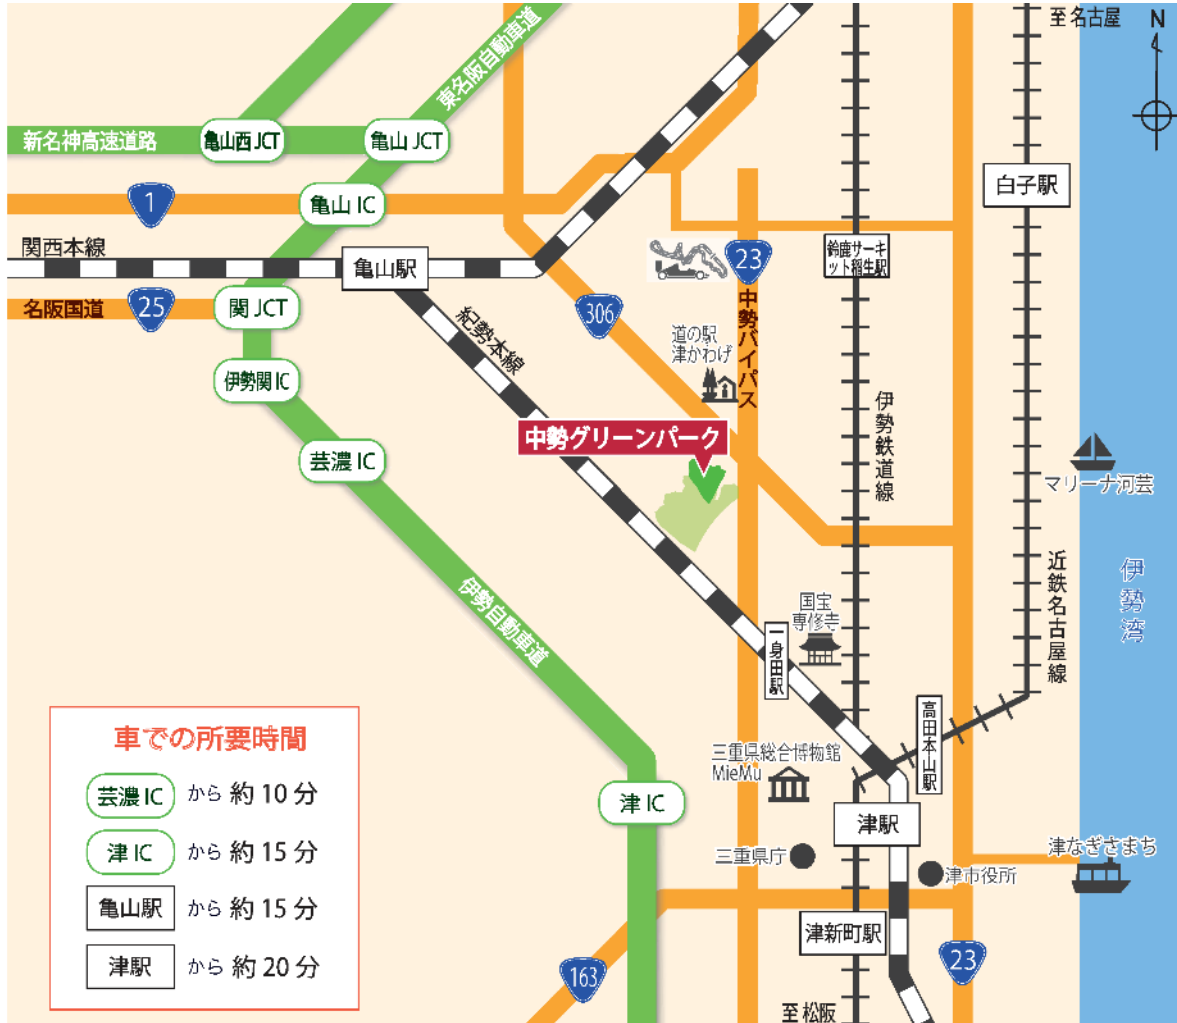 至名古屋
N
東名阪自動車道
新名神高速道路
亀山西JCT
亀山JCT
白子駅
1
亀山IC
関西本線
亀山駅
鈴鹿サーキ
ット稲生駅
23
中勢バイパス
名阪国道
25
関JCT
306
紀勢本線
道の駅
津かわげ
伊勢関IC
伊勢鉄道線
中勢グリーンパーク
芸濃IC
マリーナ河芸
近鉄名古屋線
伊勢湾
伊勢自動車道
国宝
専修寺
一身田駅
高田本山駅
三重県総合博物館
MieMu
津IC
津駅
三重県庁
津市役所
津なぎさまち
津新町駅
163
23
至松阪
車での所要時間
芸濃IC から 約10分
津IC から 約15分
亀山駅 から 約15分
津駅 から 約20分